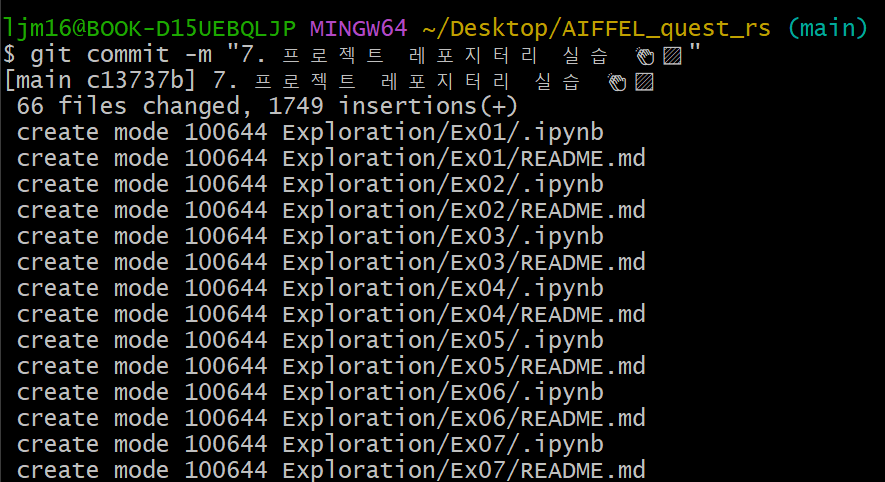 ljm16@BOOK-D15UEBQLJP MINGW64 ~/Desktop/AIFFEL_quest_rs (main)
$ git commit -m "7. 프로젝트 레포지터리 실습 👏🏻"
[main c13737b] 7. 프로젝트 레포지터리 실습 👏🏻
 66 files changed, 1749 insertions(+)
 create mode 100644 Exploration/Ex01/.ipynb
 create mode 100644 Exploration/Ex01/README.md
 create mode 100644 Exploration/Ex02/.ipynb
 create mode 100644 Exploration/Ex02/README.md
 create mode 100644 Exploration/Ex03/.ipynb
 create mode 100644 Exploration/Ex03/README.md
 create mode 100644 Exploration/Ex04/.ipynb
 create mode 100644 Exploration/Ex04/README.md
 create mode 100644 Exploration/Ex05/.ipynb
 create mode 100644 Exploration/Ex05/README.md
 create mode 100644 Exploration/Ex06/.ipynb
 create mode 100644 Exploration/Ex06/README.md
 create mode 100644 Exploration/Ex07/.ipynb
 create mode 100644 Exploration/Ex07/README.md